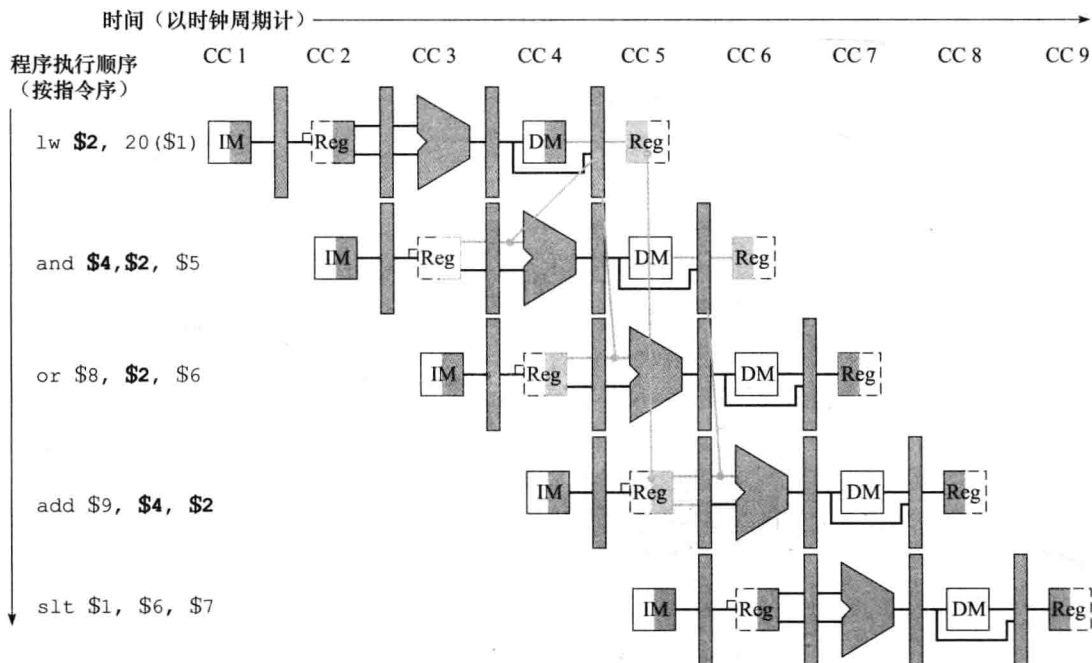 时间（以时钟周期计）
CC 1 CC 2 CC 3 CC 4 CC 5 CC 6 CC 7 CC 8 CC 9
程序执行顺序
（按指令序）
lw $2, 20($1) IM Reg DM Reg
and $4,$2, $5 IM Reg DM Reg
or $8, $2, $6 IM Reg DM Reg
add $9, $4, $2 IM Reg DM Reg
slt $1, $6, $7 IM Reg DM Reg